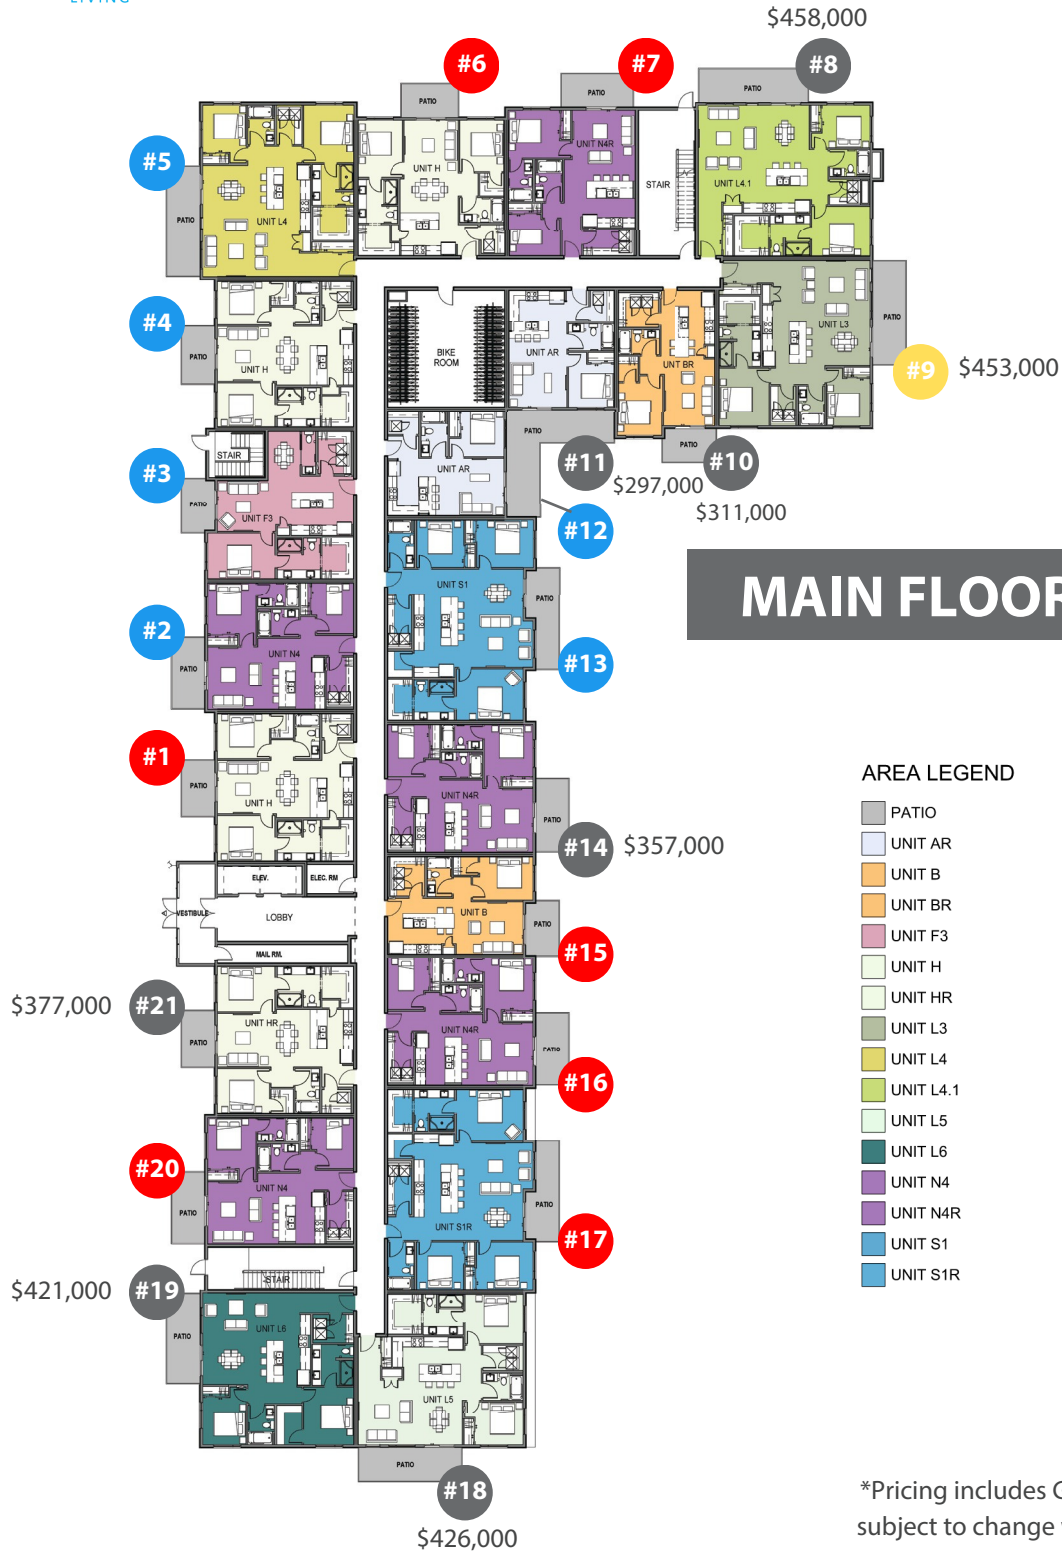 LIVING
$458,000
#6
#7
#8
PATIO
PATIO
PATIO
#5
UNIT H
UNIT N4R
STAIR
UNIT L4.1
PATIO
UNIT L4
#4
PATIO
UNIT H
BIKE
ROOM
UNIT AR
UNT BR
UNIT L3
PATIO
#9
$453,000
PATIO
PATIO
STAIR
#3
PATIO
UNIT F3
UNIT AR
#11
#10
$297,000
$311,000
#12
MAIN FLOOR
UNIT S1
PATIO
#2
PATIO
UNIT N4
#13
#1
PATIO
UNIT H
UNIT N4R
PATIO
#14
$357,000
ELEV.
ELEC. RM
VESTIBULE
LOBBY
MAIL RM.
UNIT B
PATIO
#15
$377,000
#21
PATIO
UNIT HR
UNIT N4R
PATIO
#16
#20
PATIO
UNIT N4
UNIT S1R
PATIO
#17
STAIR
$421,000
#19
PATIO
UNIT L6
UNIT L5
PATIO
#18
$426,000
AREA LEGEND
PATIO
UNIT AR
UNIT B
UNIT BR
UNIT F3
UNIT H
UNIT HR
UNIT L3
UNIT L4
UNIT L4.1
UNIT L5
UNIT L6
UNIT N4
UNIT N4R
UNIT S1
UNIT S1R
*Pricing includes
subject to change